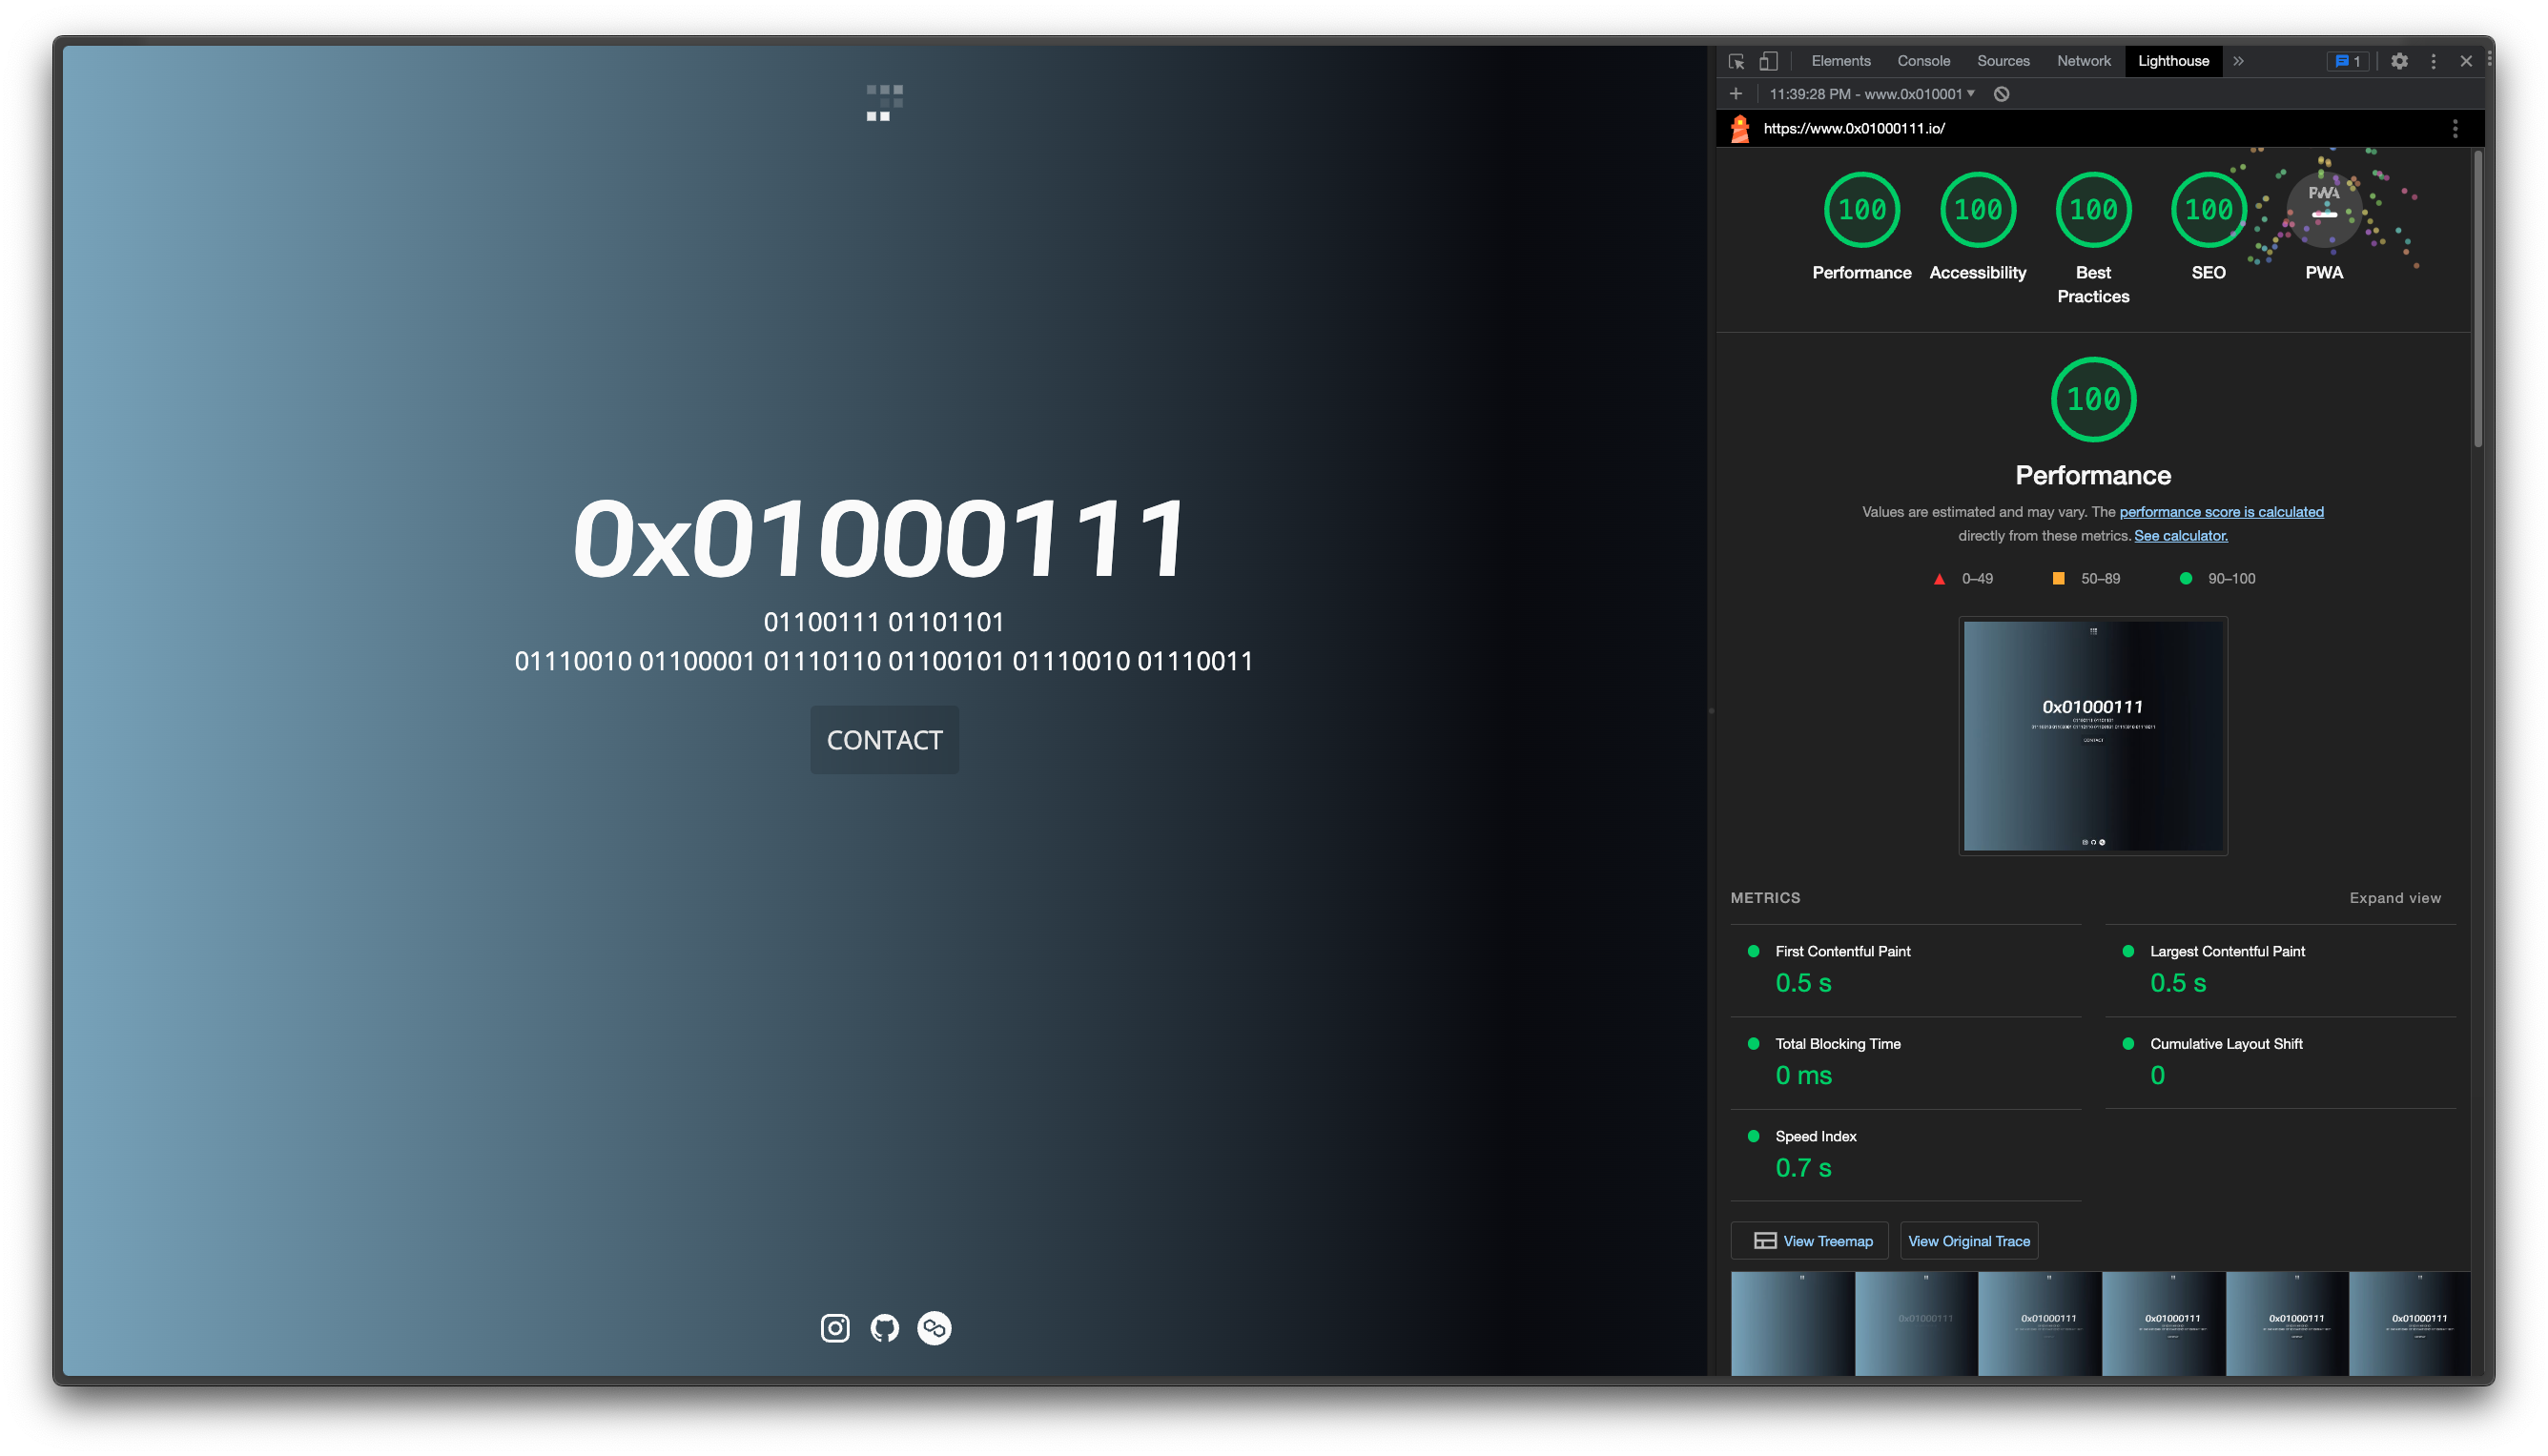 0x01000111
01100111 01101101
01110010 01100001 01110110 01100101 01110010 01110011
CONTACT
Elements Console Sources Network Lighthouse 1
11:39:28 PM - www.0x010001
https://www.0x01000111.io/
100 100 100 100 PWA
Performance Accessibility Best Practices SEO PWA
100
Performance
Values are estimated and may vary. The performance score is calculated
directly from these metrics. See calculator.
0–49 50–89 90–100
0x01000111
CONTACT
METRICS Expand view
First Contentful Paint
0.5 s
Largest Contentful Paint
0.5 s
Total Blocking Time
0 ms
Cumulative Layout Shift
0
Speed Index
0.7 s
View Treemap View Original Trace
0x01000111 0x01000111 0x01000111 0x01000111 0x01000111